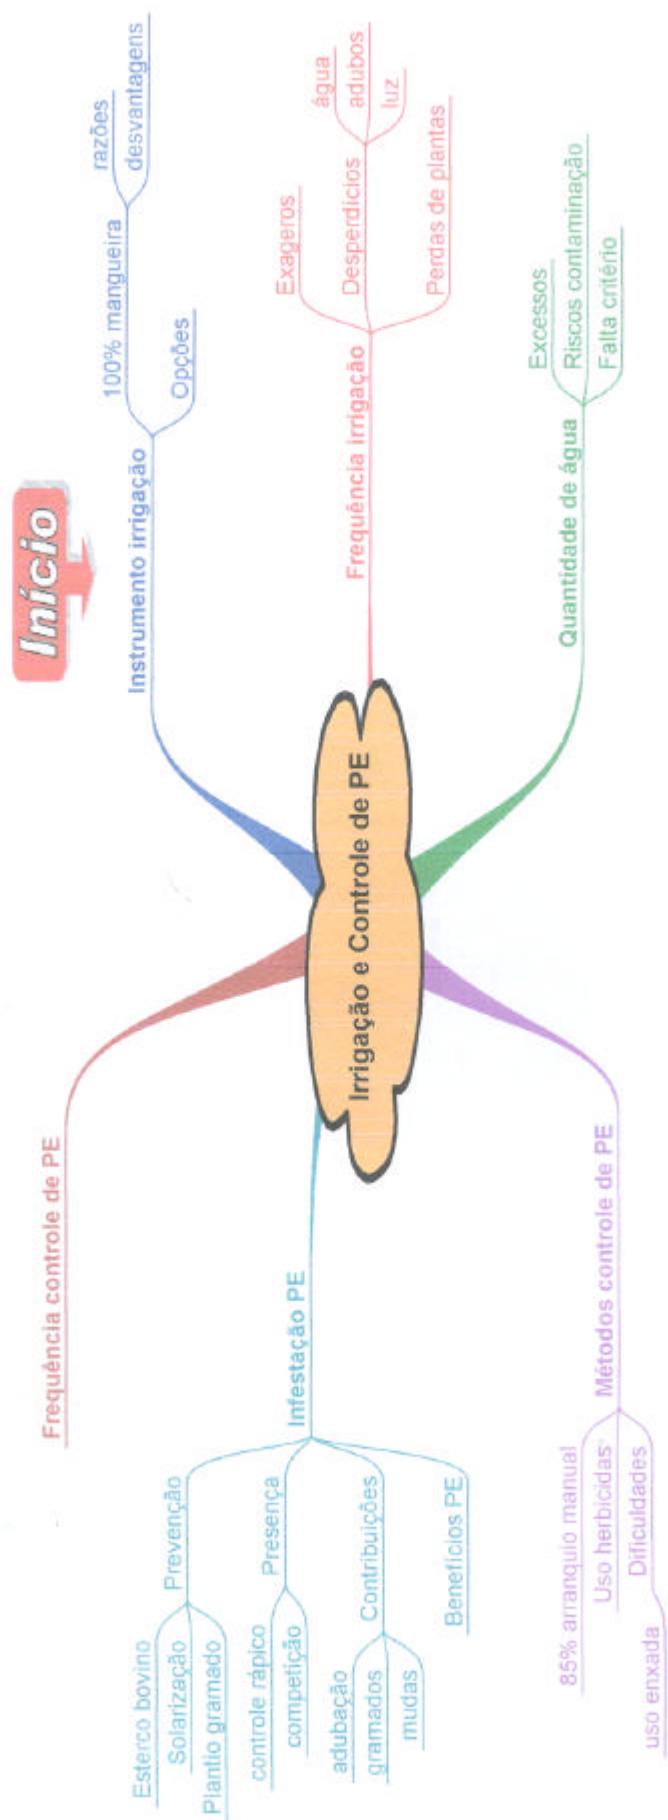 Início
Instrumento irrigação
100% mangueira
razões
desvantagens
Opções
Frequência irrigação
Exageros
Desperdícios
água
adubos
luz
Perdas de plantas
Quantidade de água
Excessos
Riscos contaminação
Falta critério
Irrigação e Controle de PE
Métodos controle de PE
85% arranquio manual
Uso herbicidas
Dificuldades
uso enxada
Infestação PE
Prevenção
Esterco bovino
Solarização
Plantio gramado
Presença
controle rápico
competição
Contribuições
adubação
gramados
mudas
Benefícios PE
Frequência controle de PE